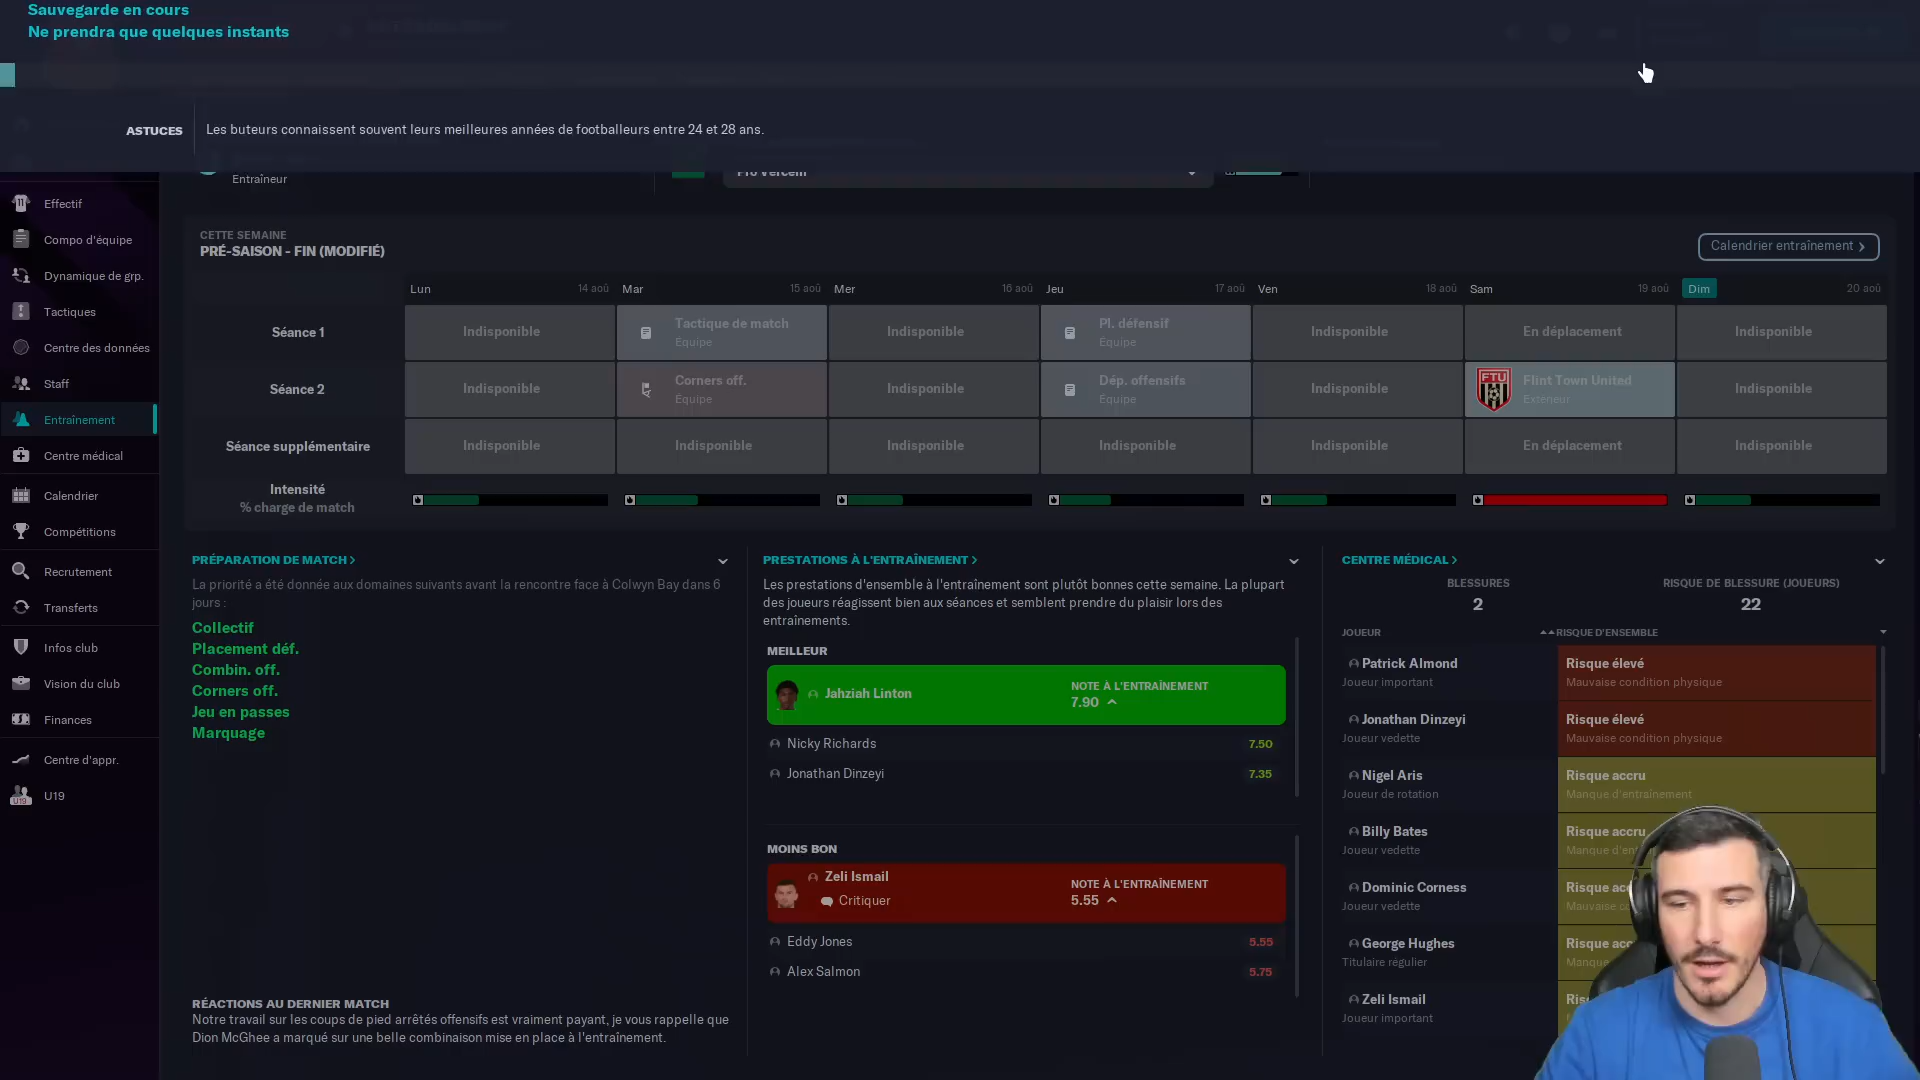 Sauvegarde en cours
Ne prendra que quelques instants
ASTUCES
Les buteurs connaissent souvent leurs meilleures années de footballeurs entre 24 et 28 ans.
Entraîneur
Pro Vercelli
Effectif
Compo d'équipe
Dynamique de grp.
Tactiques
Centre des données
Staff
Entraînement
Centre médical
Calendrier
Compétitions
Recrutement
Transferts
Infos club
Vision du club
Finances
Centre d'appr.
U19
CETTE SEMAINE
PRÉ-SAISON - FIN (MODIFIÉ)
Calendrier entraînement
Lun 14 aoû Mar 15 aoû Mer 16 aoû Jeu 17 aoû Ven 18 aoû Sam 19 aoû Dim 20 aoû
Séance 1
Indisponible
Tactique de match
Équipe
Indisponible
Pl. défensif
Équipe
Indisponible
En déplacement
Indisponible
Séance 2
Indisponible
Corners off.
Équipe
Indisponible
Dép. offensifs
Équipe
Indisponible
FTU
Flint Town United
Extérieur
Indisponible
Séance supplémentaire
Indisponible
Indisponible
Indisponible
Indisponible
Indisponible
En déplacement
Indisponible
Intensité
% charge de match
PRÉPARATION DE MATCH
La priorité a été donnée aux domaines suivants avant la rencontre face à Colwyn Bay dans 6
jours :
Collectif
Placement déf.
Combin. off.
Corners off.
Jeu en passes
Marquage
RÉACTIONS AU DERNIER MATCH
Notre travail sur les coups de pied arrêtés offensifs est vraiment payant, je vous rappelle que
Dion McGhee a marqué sur une belle combinaison mise en place à l'entraînement.
PRESTATIONS À L'ENTRAÎNEMENT
Les prestations d'ensemble à l'entraînement sont plutôt bonnes cette semaine. La plupart
des joueurs réagissent bien aux séances et semblent prendre du plaisir lors des
entraînements.
MEILLEUR
Jahziah Linton
NOTE À L'ENTRAÎNEMENT
7.90
Nicky Richards 7.50
Jonathan Dinzeyi 7.35
MOINS BON
Zeli Ismail
Critiquer
NOTE À L'ENTRAÎNEMENT
5.55
Eddy Jones 5.55
Alex Salmon 5.75
CENTRE MÉDICAL
BLESSURES
2
RISQUE DE BLESSURE (JOUEURS)
22
JOUEUR
RISQUE D'ENSEMBLE
Patrick Almond
Joueur important
Risque élevé
Mauvaise condition physique
Jonathan Dinzeyi
Joueur vedette
Risque élevé
Mauvaise condition physique
Nigel Aris
Joueur de rotation
Risque accru
Manque d'entraînement
Billy Bates
Joueur vedette
Risque accru
Dominic Corness
Joueur vedette
George Hughes
Titulaire régulier
Zeli Ismail
Joueur important